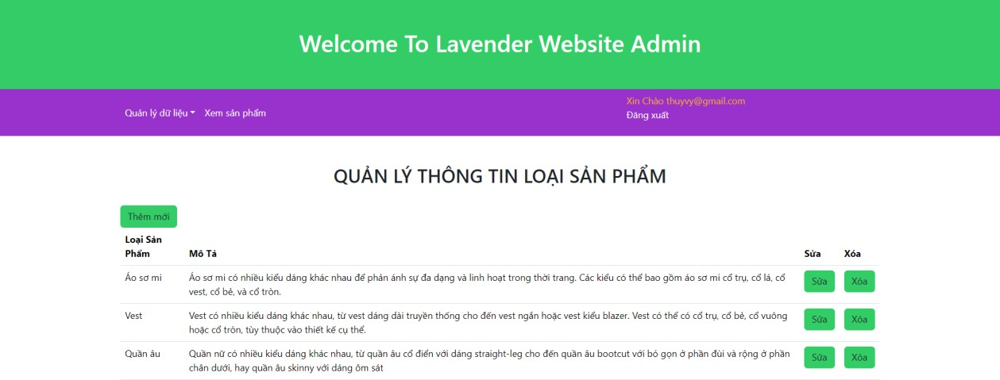 Welcome To Lavender Website Admin
Quản lý dữ liệu Xem sản phẩm
Xin Chào thuyvy@gmail.com
Đăng xuất
QUẢN LÝ THÔNG TIN LOẠI SẢN PHẨM
Thêm mới
Loại Sản
Phẩm Mô Tả Sửa Xóa
Áo sơ mi Áo sơ mi có nhiều kiểu dáng khác nhau để phản ánh sự đa dạng và linh hoạt trong thời trang. Các kiểu có thể bao gồm áo sơ mi cổ trụ, cổ lá, cổ Sửa Xóa
vest, cổ bẻ, và cổ tròn.
Vest Vest có nhiều kiểu dáng khác nhau, từ vest dáng dài truyền thống cho đến vest ngắn hoặc vest kiểu blazer. Vest có thể có cổ trụ, cổ bẻ, cổ vuông Sửa Xóa
hoặc cổ tròn, tùy thuộc vào thiết kế cụ thể.
Quần âu Quần nữ có nhiều kiểu dáng khác nhau, từ quần âu cổ điển với dáng straight-leg cho đến quần âu bootcut với bó gọn ở phần đùi và rộng ở phần Sửa Xóa
chân dưới, hay quần âu skinny với dáng ôm sát